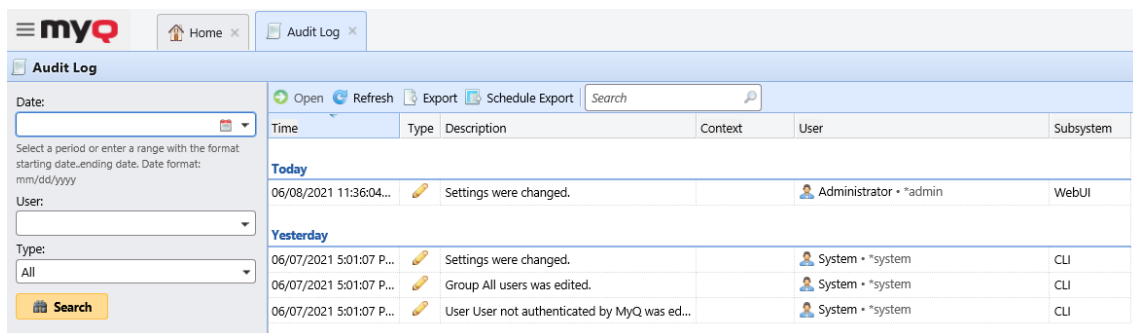 myQ
Home
Audit Log
Audit Log
Date:
Select a period or enter a range with the format
starting date..ending date. Date format:
mm/dd/yyyy
User:
Type:
All
Search
Open Refresh Export Schedule Export Search
Time Type Description Context User Subsystem
Today
06/08/2021 11:36:04... Settings were changed. Administrator • *admin WebUI
Yesterday
06/07/2021 5:01:07 P... Settings were changed. System • *system CLI
06/07/2021 5:01:07 P... Group All users was edited. System • *system CLI
06/07/2021 5:01:07 P... User User not authenticated by MyQ was ed... System • *system CLI